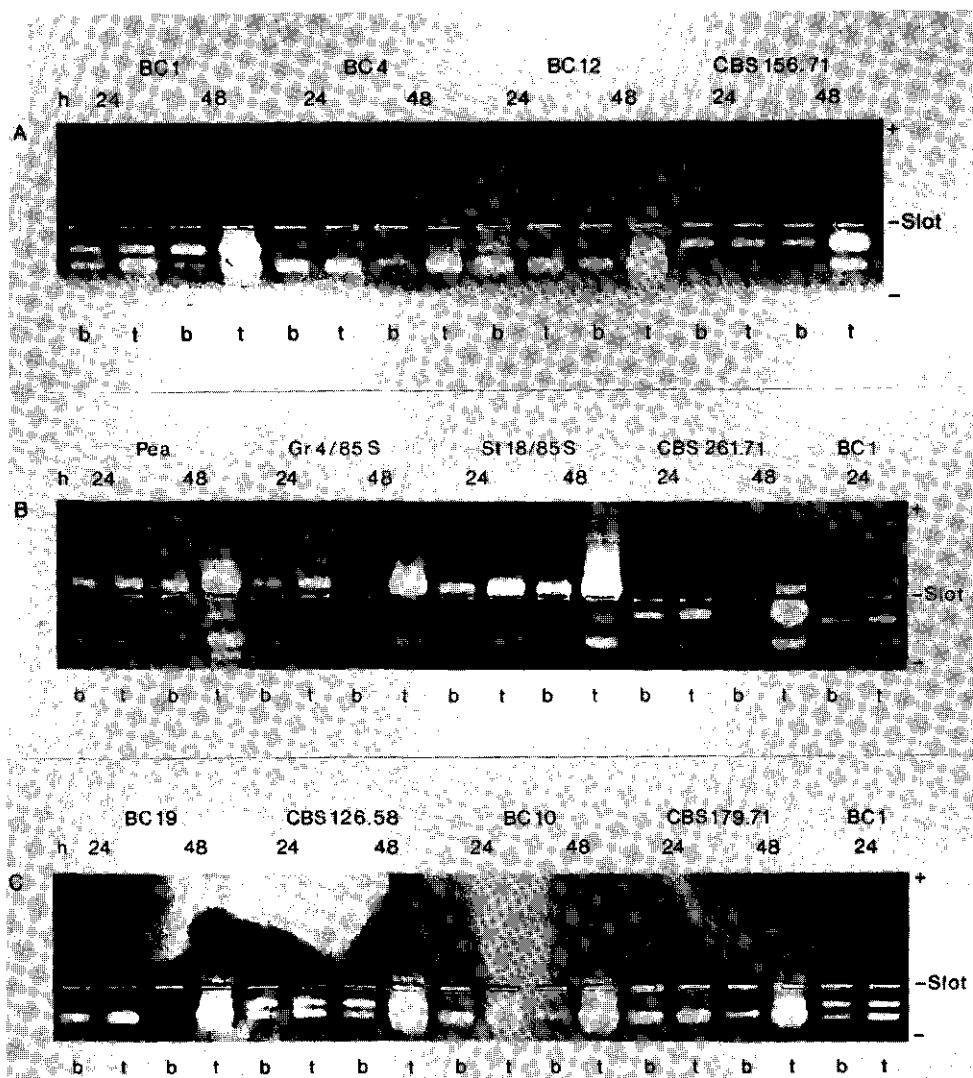 BC1 BC4 BC12 CBS 156.71
h 24 48 24 48 24 48 24 48
A +
-Slot
-
b t b t b t b t b t b t b t b t
Pea Gr 4/85 S St 18/85 S CBS 261.71 BC1
h 24 48 24 48 24 48 24 48 24
B +
-Slot
-
b t b t b t b t b t b t b t b t b t
BC19 CBS 126.58 BC10 CBS 179.71 BC1
h 24 48 24 48 24 48 24 48 24
C +
-Slot
-
b t b t b t b t b t b t b t b t b t